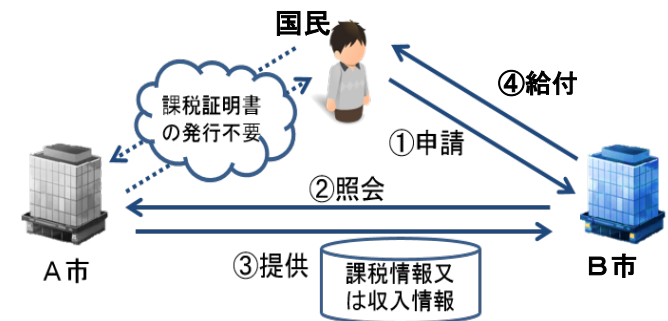 国民
課税証明書
の発行不要
④給付
①申請
②照会
A市
③提供
課税情報又
は収入情報
B市